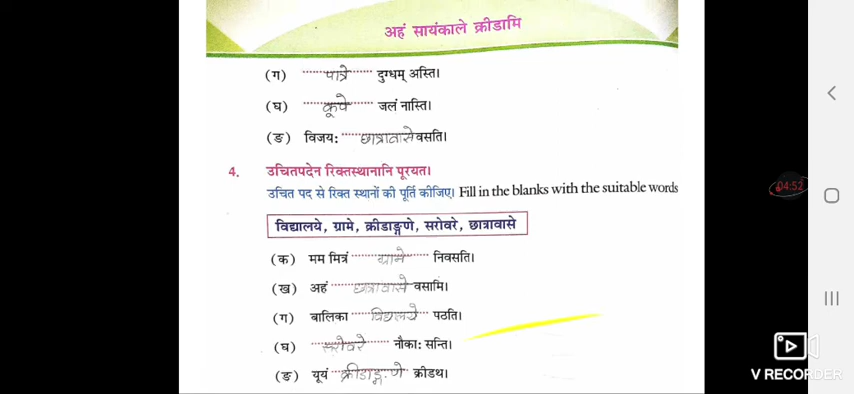 अहं सायंकाले क्रीडामि
(ग) पात्रे दुग्धम् अस्ति।
(घ) कूपे जलं नास्ति।
(ङ) विजयः छात्रावासे वसति।
4. उचितपदेन रिक्तस्थानानि पूरयत।
उचित पद से रिक्त स्थानों की पूर्ति कीजिए। Fill in the blanks with the suitable words
विद्यालये, ग्रामे, क्रीडाङ्गणे, सरोवरे, छात्रावासे
(क) मम मित्रं ग्रामे निवसति।
(ख) अहं छात्रावासे वसामि।
(ग) बालिका विद्यालये पठति।
(घ) सरोवरे नौकाः सन्ति।
(ङ) यूयं क्रीडाङ्गणे क्रीडथ।
04:52
V RECORDER